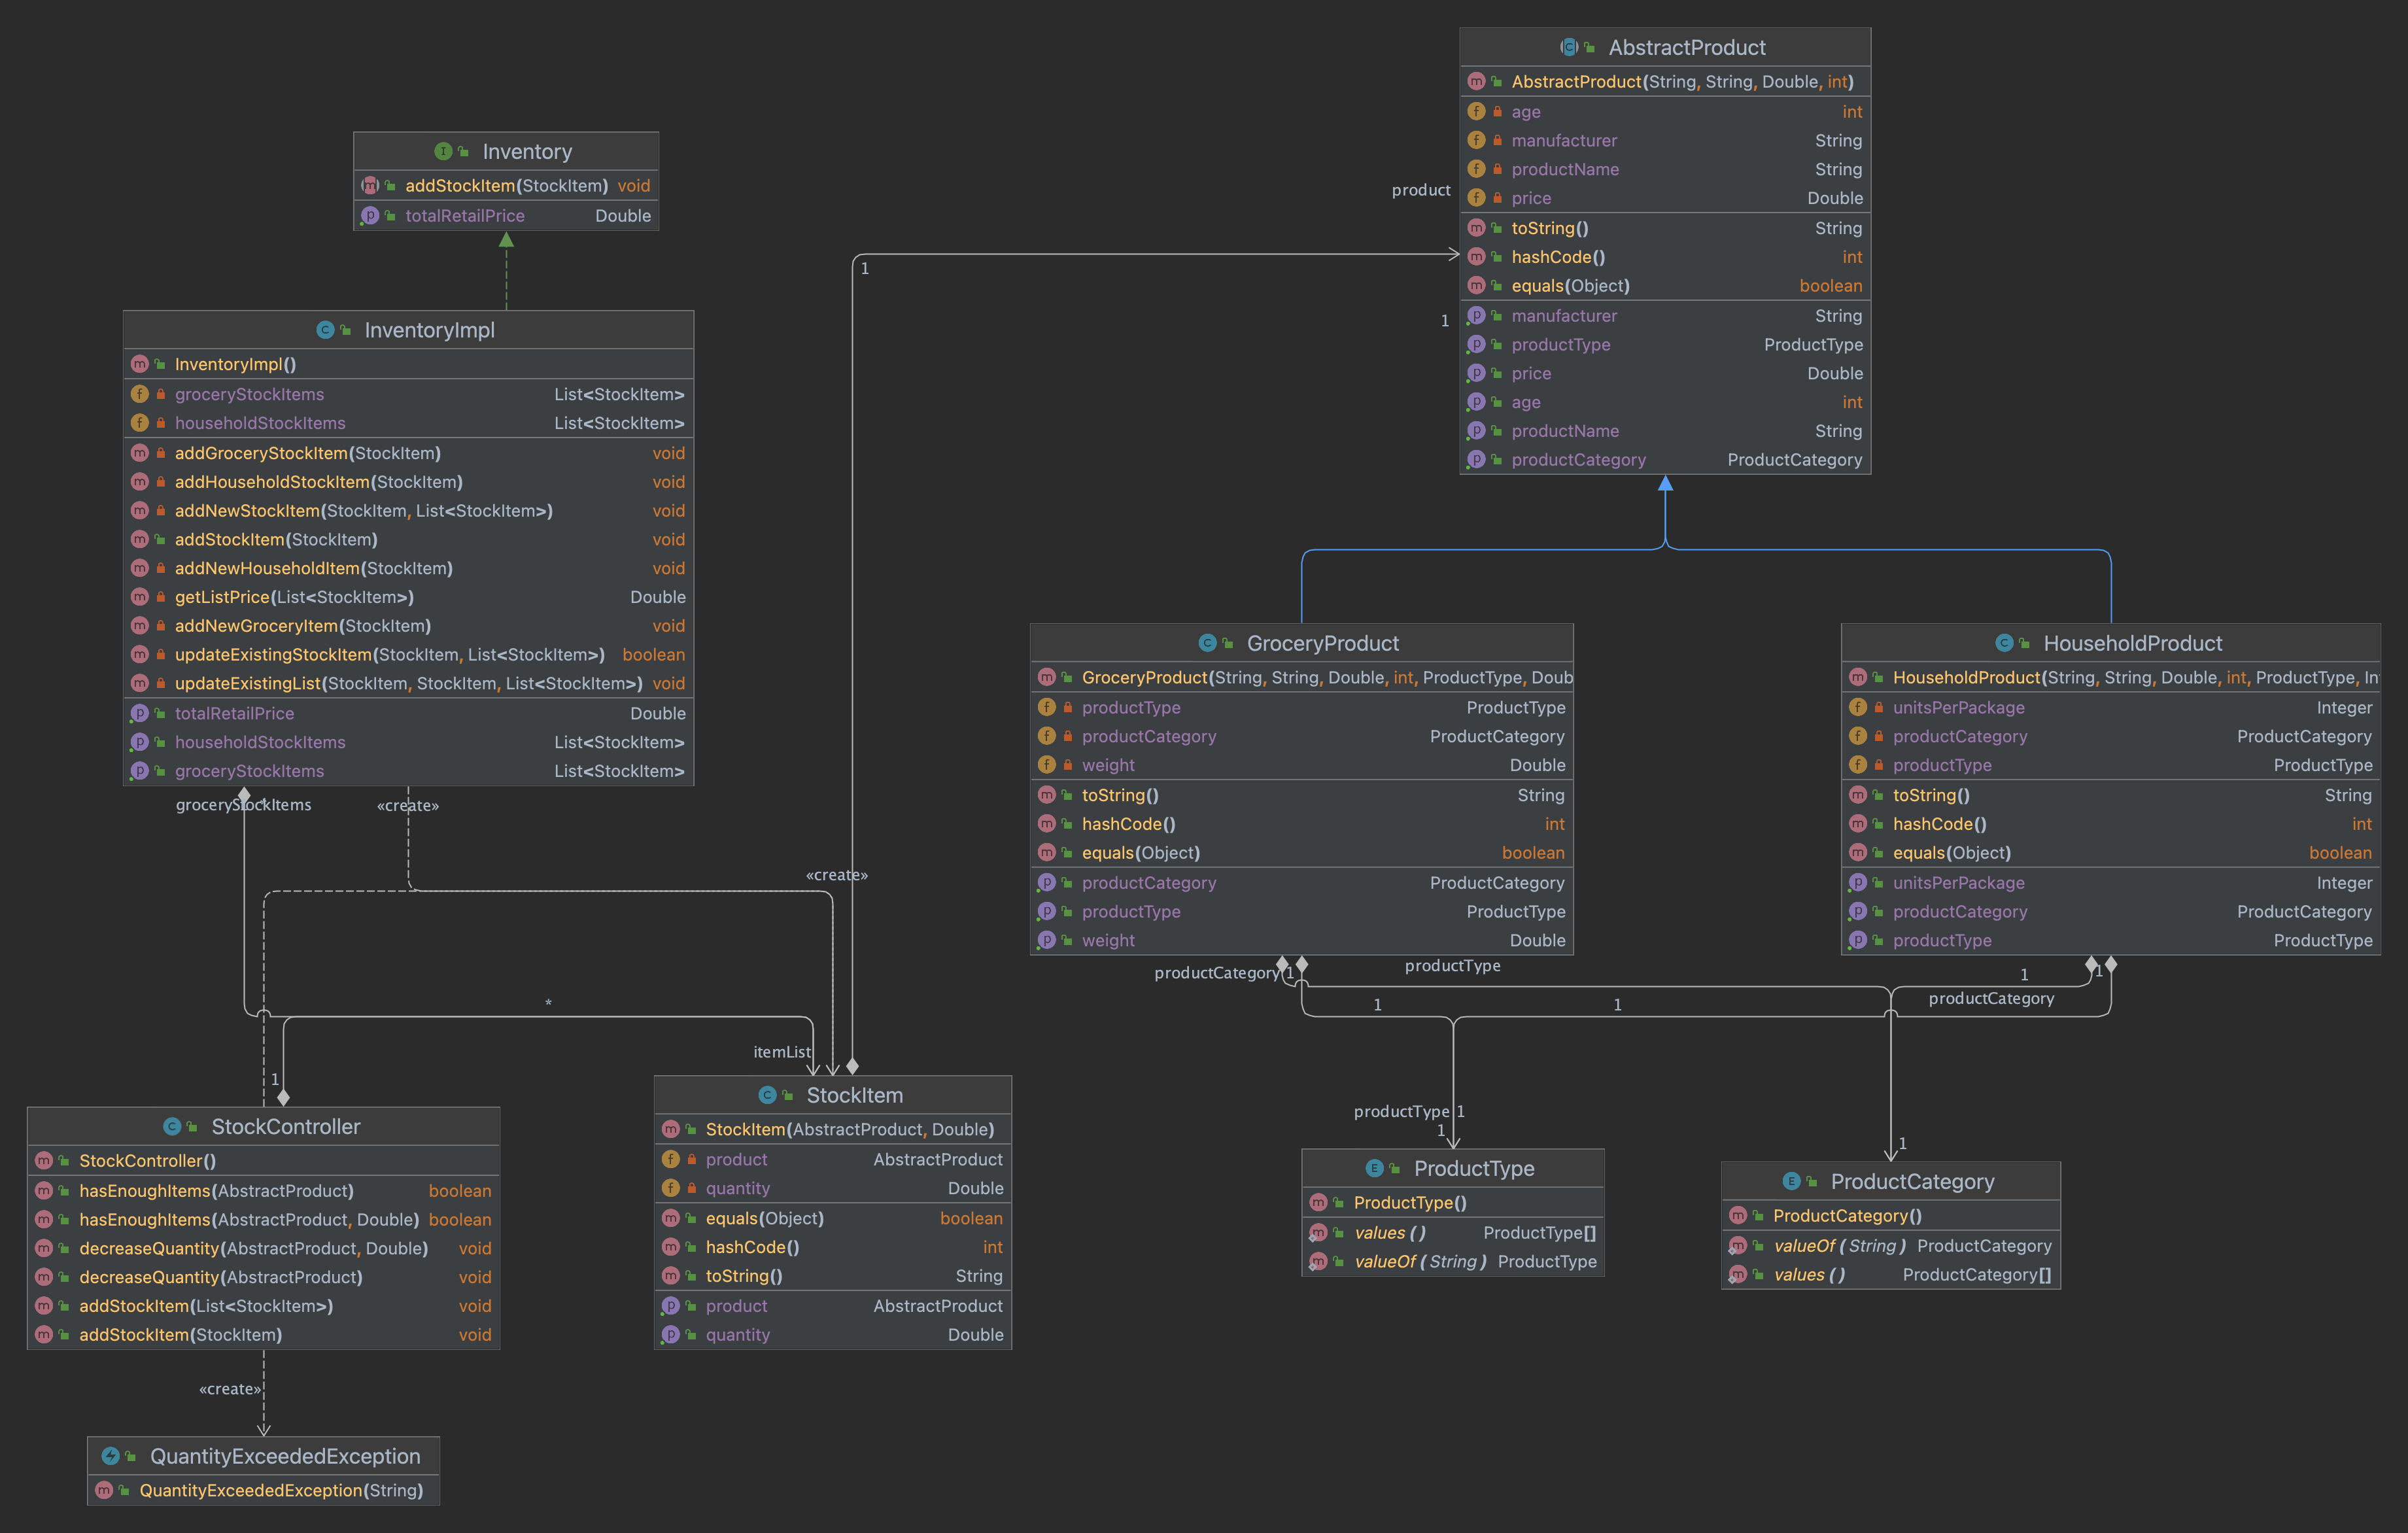 AbstractProduct
AbstractProduct(String, String, Double, int)
age int
manufacturer String
productName String
price Double
toString() String
hashCode() int
equals(Object) boolean
manufacturer String
productType ProductType
price Double
age int
productName String
productCategory ProductCategory
product
1
1
Inventory
addStockItem(StockItem) void
totalRetailPrice Double
InventoryImpl
InventoryImpl()
groceryStockItems List<StockItem>
householdStockItems List<StockItem>
addGroceryStockItem(StockItem) void
addHouseholdStockItem(StockItem) void
addNewStockItem(StockItem, List<StockItem>) void
addStockItem(StockItem) void
addNewHouseholdItem(StockItem) void
getListPrice(List<StockItem>) Double
addNewGroceryItem(StockItem) void
updateExistingStockItem(StockItem, List<StockItem>) boolean
updateExistingList(StockItem, StockItem, List<StockItem>) void
totalRetailPrice Double
householdStockItems List<StockItem>
groceryStockItems List<StockItem>
groceryStockItems
«create»
«create»
*
itemList
1
GroceryProduct
GroceryProduct(String, String, Double, int, ProductType, Doub
productType ProductType
productCategory ProductCategory
weight Double
toString() String
hashCode() int
equals(Object) boolean
productCategory ProductCategory
productType ProductType
weight Double
HouseholdProduct
HouseholdProduct(String, String, Double, int, ProductType, In
unitsPerPackage Integer
productCategory ProductCategory
productType ProductType
toString() String
hashCode() int
equals(Object) boolean
unitsPerPackage Integer
productCategory ProductCategory
productType ProductType
productCategory 1
productType
1
1
1
1
productCategory
productType 1
1
1
StockController
StockController()
hasEnoughItems(AbstractProduct) boolean
hasEnoughItems(AbstractProduct, Double) boolean
decreaseQuantity(AbstractProduct, Double) void
decreaseQuantity(AbstractProduct) void
addStockItem(List<StockItem>) void
addStockItem(StockItem) void
StockItem
StockItem(AbstractProduct, Double)
product AbstractProduct
quantity Double
equals(Object) boolean
hashCode() int
toString() String
product AbstractProduct
quantity Double
ProductType
ProductType()
values() ProductType[]
valueOf(String) ProductType
ProductCategory
ProductCategory()
valueOf(String) ProductCategory
values() ProductCategory[]
«create»
QuantityExceededException
QuantityExceededException(String)